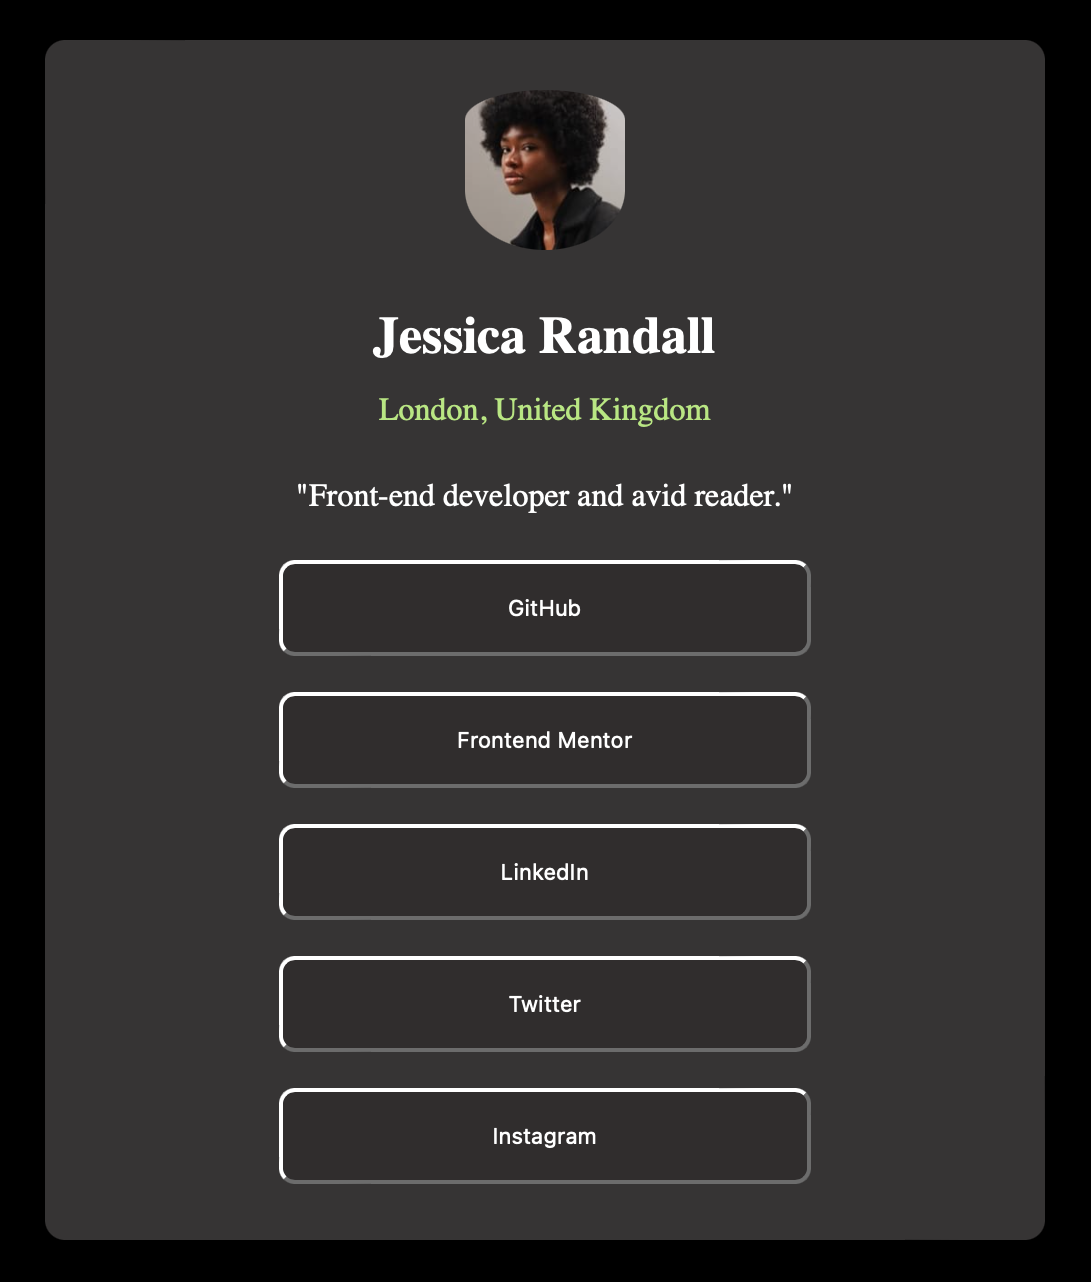 Jessica Randall
London, United Kingdom
"Front-end developer and avid reader."
GitHub
Frontend Mentor
LinkedIn
Twitter
Instagram